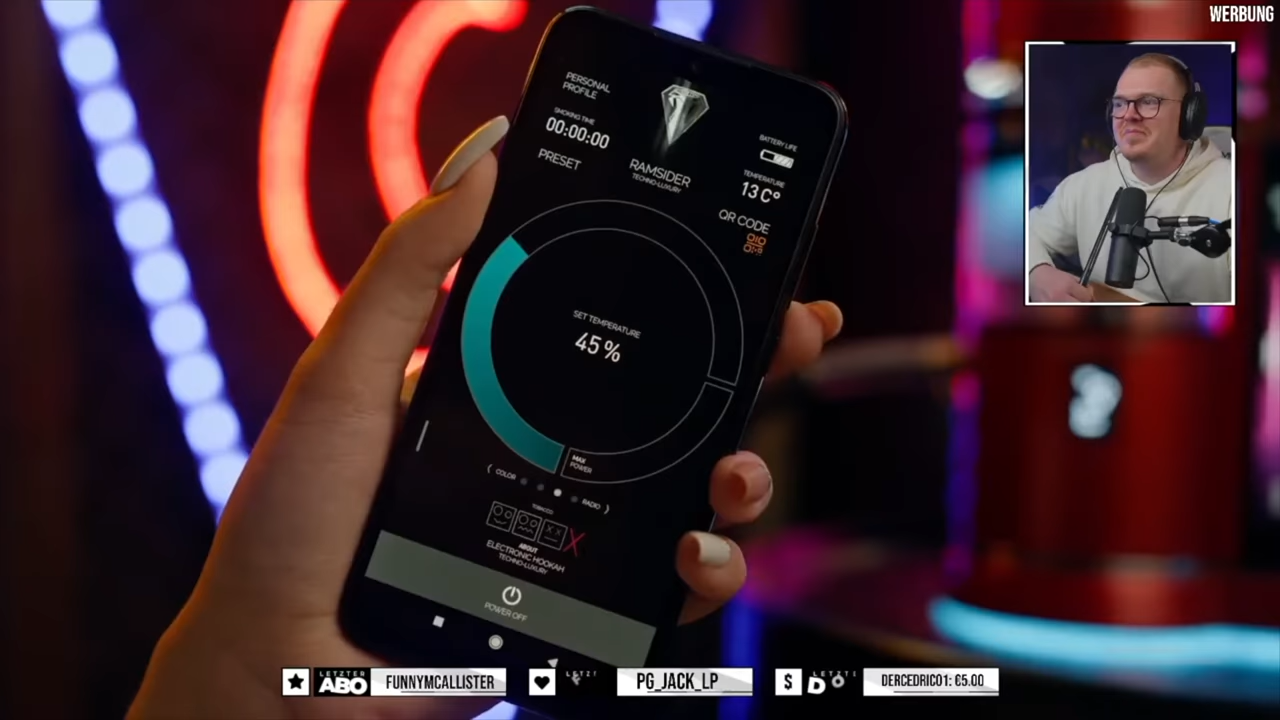 WERBUNG
PERSONAL
PROFILE
SMOKING TIME
00:00:00
PRESET
RAMSIDER
TECHNO-LUXURY
BATTERY LIFE
TEMPERATURE
13 C°
QR CODE
SET TEMPERATURE
45 %
MAX
POWER
COLOR
RADIO
TOBACCO
ABOUT
ELECTRONIC HOOKAH
TECHNO-LUXURY
POWER OFF
LETZTER
ABO
FUNNYMCALLISTER
PG_JACK_LP
$
DERCEDRICO1: €5.00